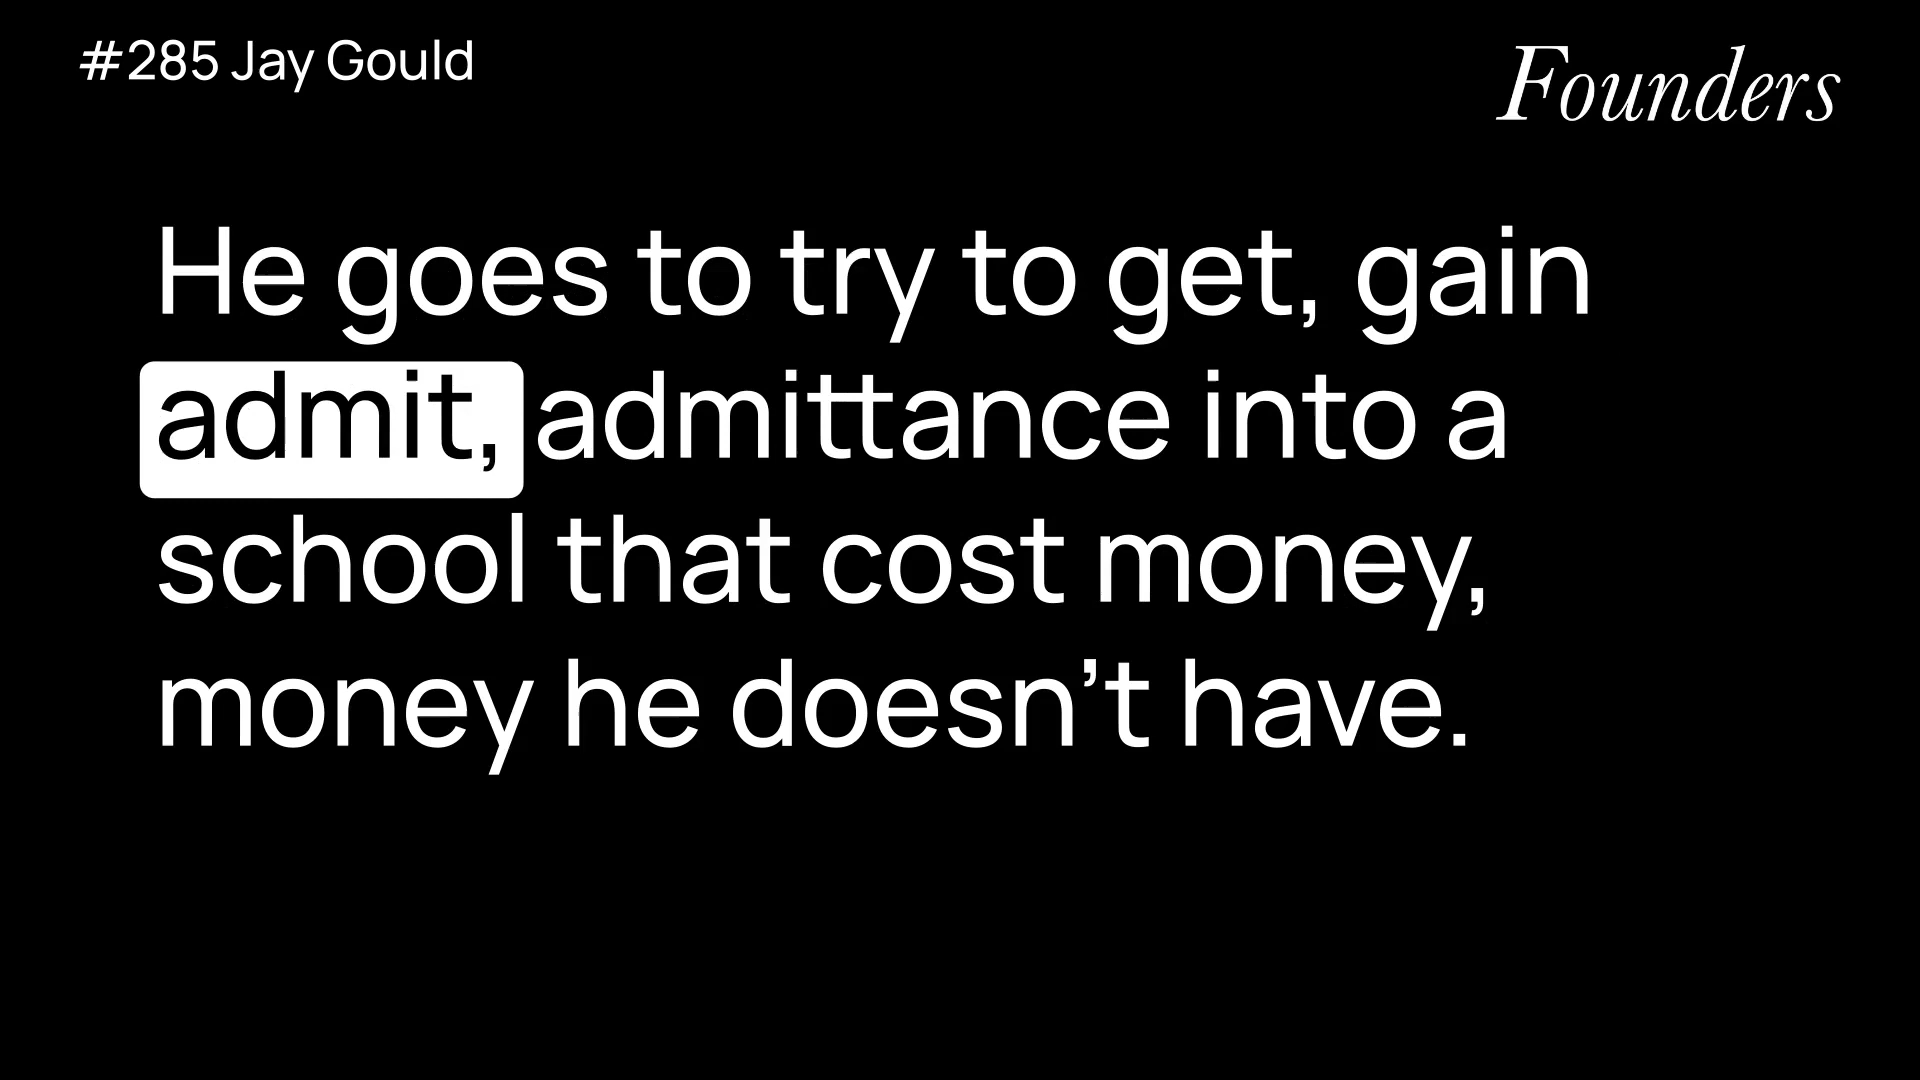 #285 Jay Gould
Founders
He goes to try to get, gain
admit, admittance into a
school that cost money,
money he doesn’t have.